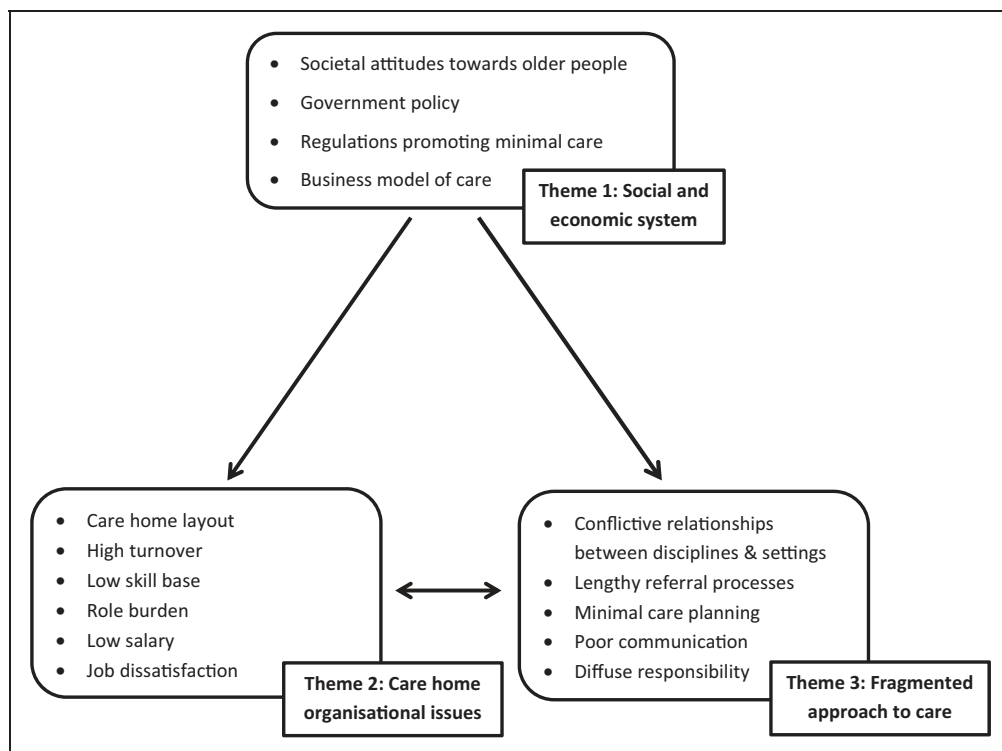 • Societal attitudes towards older people
• Government policy
• Regulations promoting minimal care
• Business model of care
Theme 1: Social and
economic system
• Care home layout
• High turnover
• Low skill base
• Role burden
• Low salary
• Job dissatisfaction
Theme 2: Care home
organisational issues
• Conflictive relationships
between disciplines & settings
• Lengthy referral processes
• Minimal care planning
• Poor communication
• Diffuse responsibility
Theme 3: Fragmented
approach to care